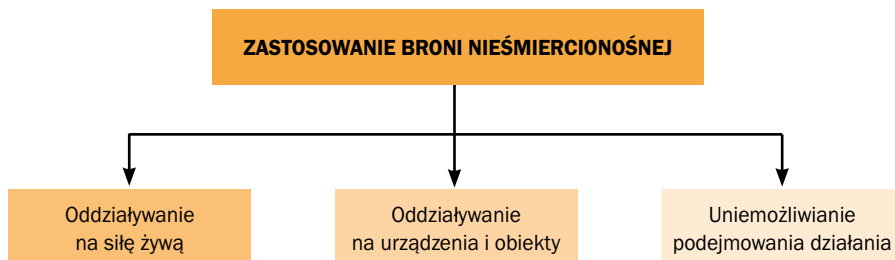 ZASTOSOWANIE BRONI NIEŚMIERCIONOŚNEJ
Oddziaływanie
na siłę żywą
Oddziaływanie
na urządzenia i obiekty
Uniemożliwianie
podejmowania działania